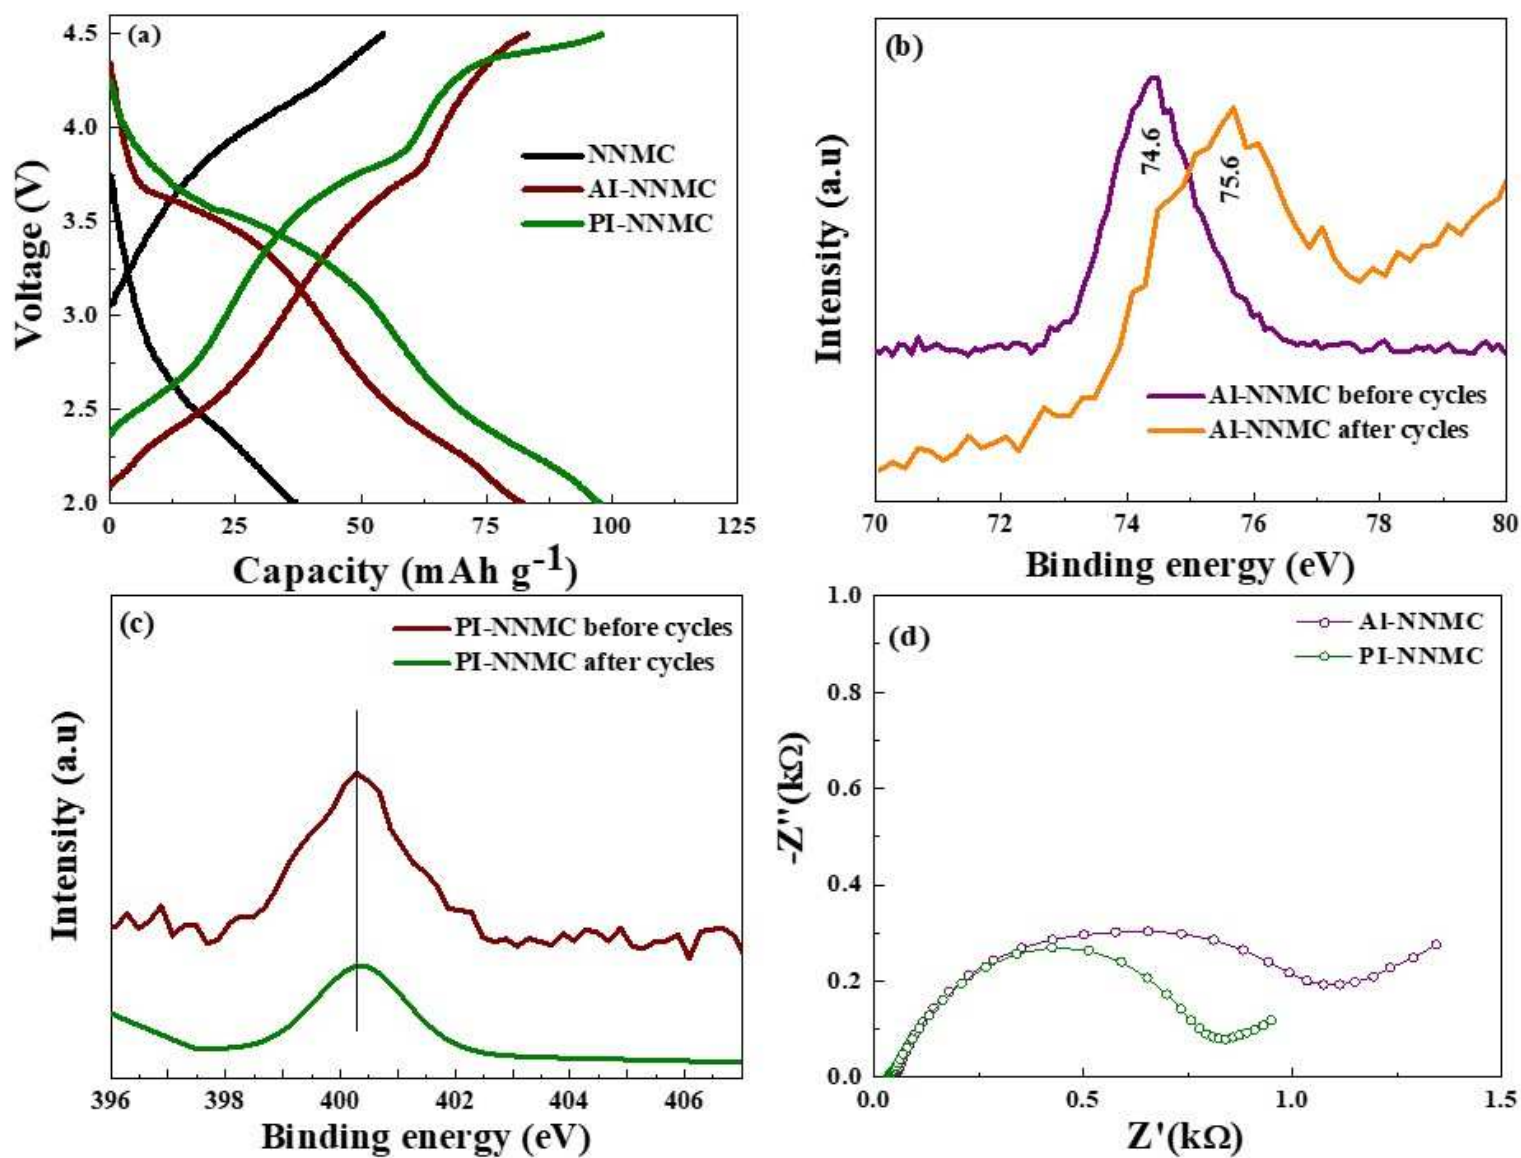 (a)
4.5
4.0
3.5
3.0
2.5
2.0
Voltage (V)
NNMC
AI-NNMC
PI-NNMC
0 25 50 75 100 125
Capacity (mAh g-1)
(b)
Intensity (a.u)
74.6
75.6
Al-NNMC before cycles
Al-NNMC after cycles
70 72 74 76 78 80
Binding energy (eV)
(c)
PI-NNMC before cycles
PI-NNMC after cycles
Intensity (a.u)
396 398 400 402 404 406
Binding energy (eV)
(d)
Al-NNMC
PI-NNMC
1.0
0.8
0.6
0.4
0.2
0.0
-Z''(kΩ)
0.0 0.5 1.0 1.5
Z'(kΩ)